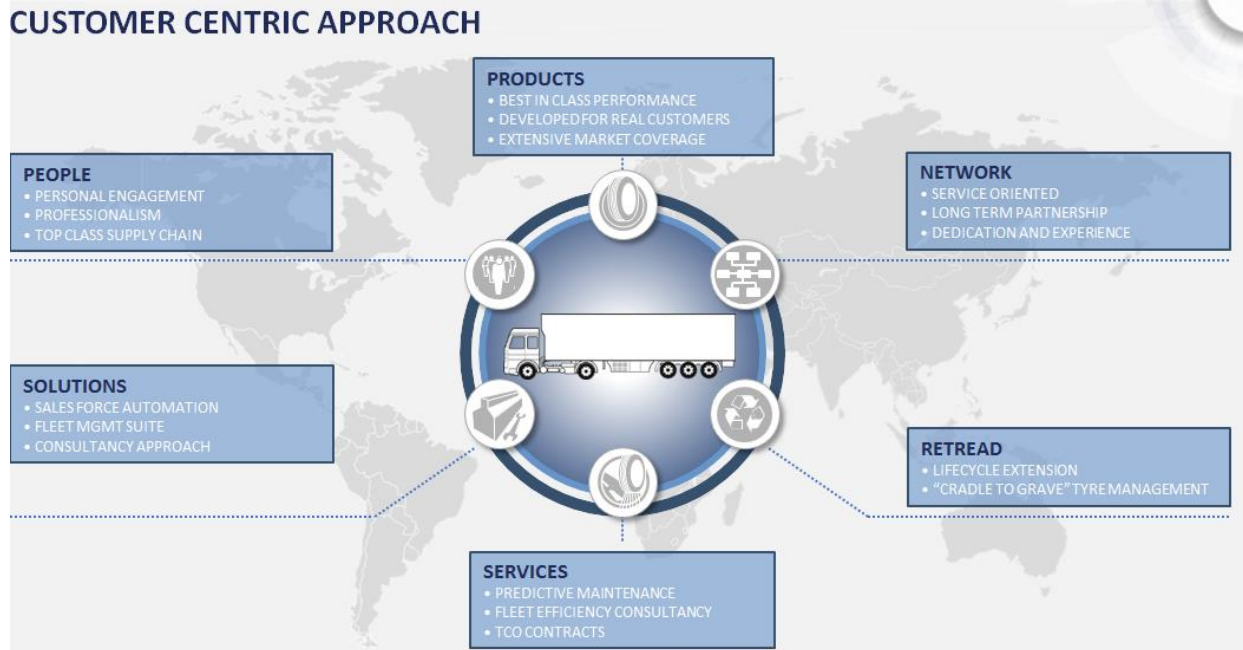 CUSTOMER CENTRIC APPROACH
PRODUCTS
• BEST IN CLASS PERFORMANCE
• DEVELOPED FOR REAL CUSTOMERS
• EXTENSIVE MARKET COVERAGE
PEOPLE
• PERSONAL ENGAGEMENT
• PROFESSIONALISM
• TOP CLASS SUPPLY CHAIN
NETWORK
• SERVICE ORIENTED
• LONG TERM PARTNERSHIP
• DEDICATION AND EXPERIENCE
SOLUTIONS
• SALES FORCE AUTOMATION
• FLEET MGMT SUITE
• CONSULTANCY APPROACH
RETREAD
• LIFECYCLE EXTENSION
• “CRADLE TO GRAVE” TYRE MANAGEMENT
SERVICES
• PREDICTIVE MAINTENANCE
• FLEET EFFICIENCY CONSULTANCY
• TCO CONTRACTS